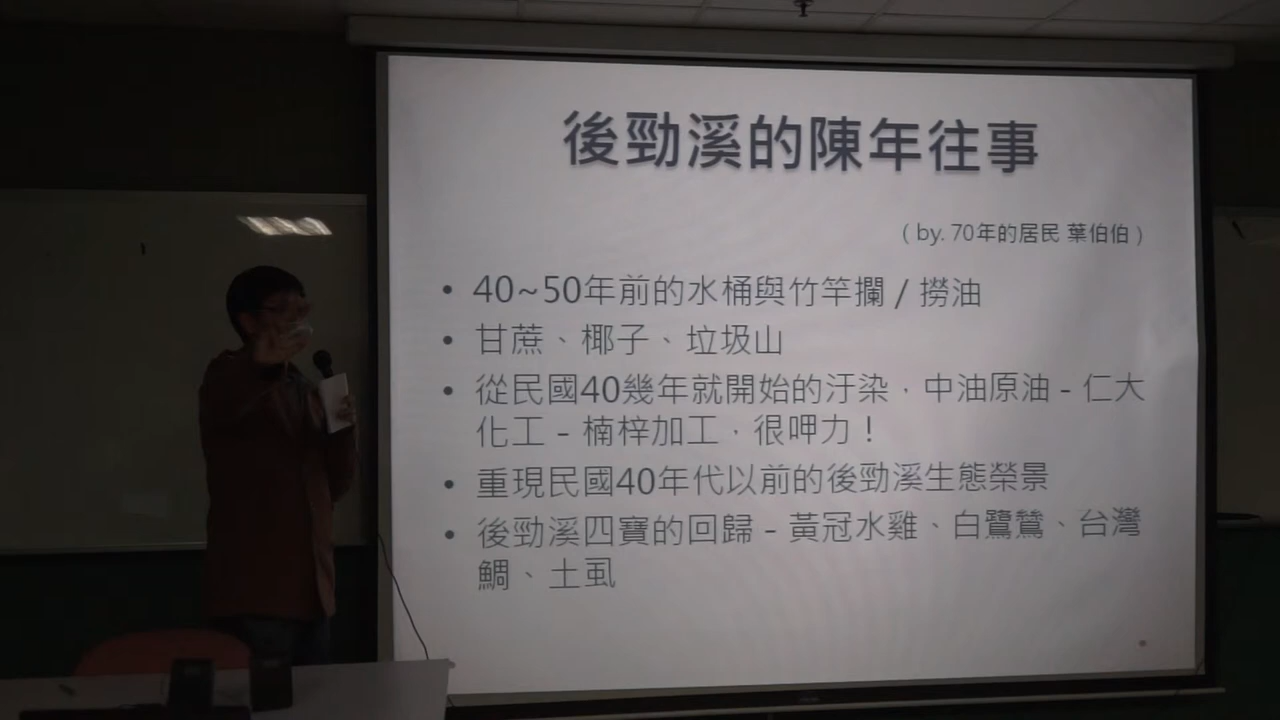 後勁溪的陳年往事
( by. 70年的居民 葉伯伯 )
• 40~50年前的水桶與竹竿攔 / 撈油
• 甘蔗、椰子、垃圾山
• 從民國40幾年就開始的汙染，中油原油 - 仁大
化工 - 楠梓加工，很呷力！
• 重現民國40年代以前的後勁溪生態榮景
• 後勁溪四寶的回歸 - 黃冠水雞、白鷺鷥、台灣
鯛、土虱